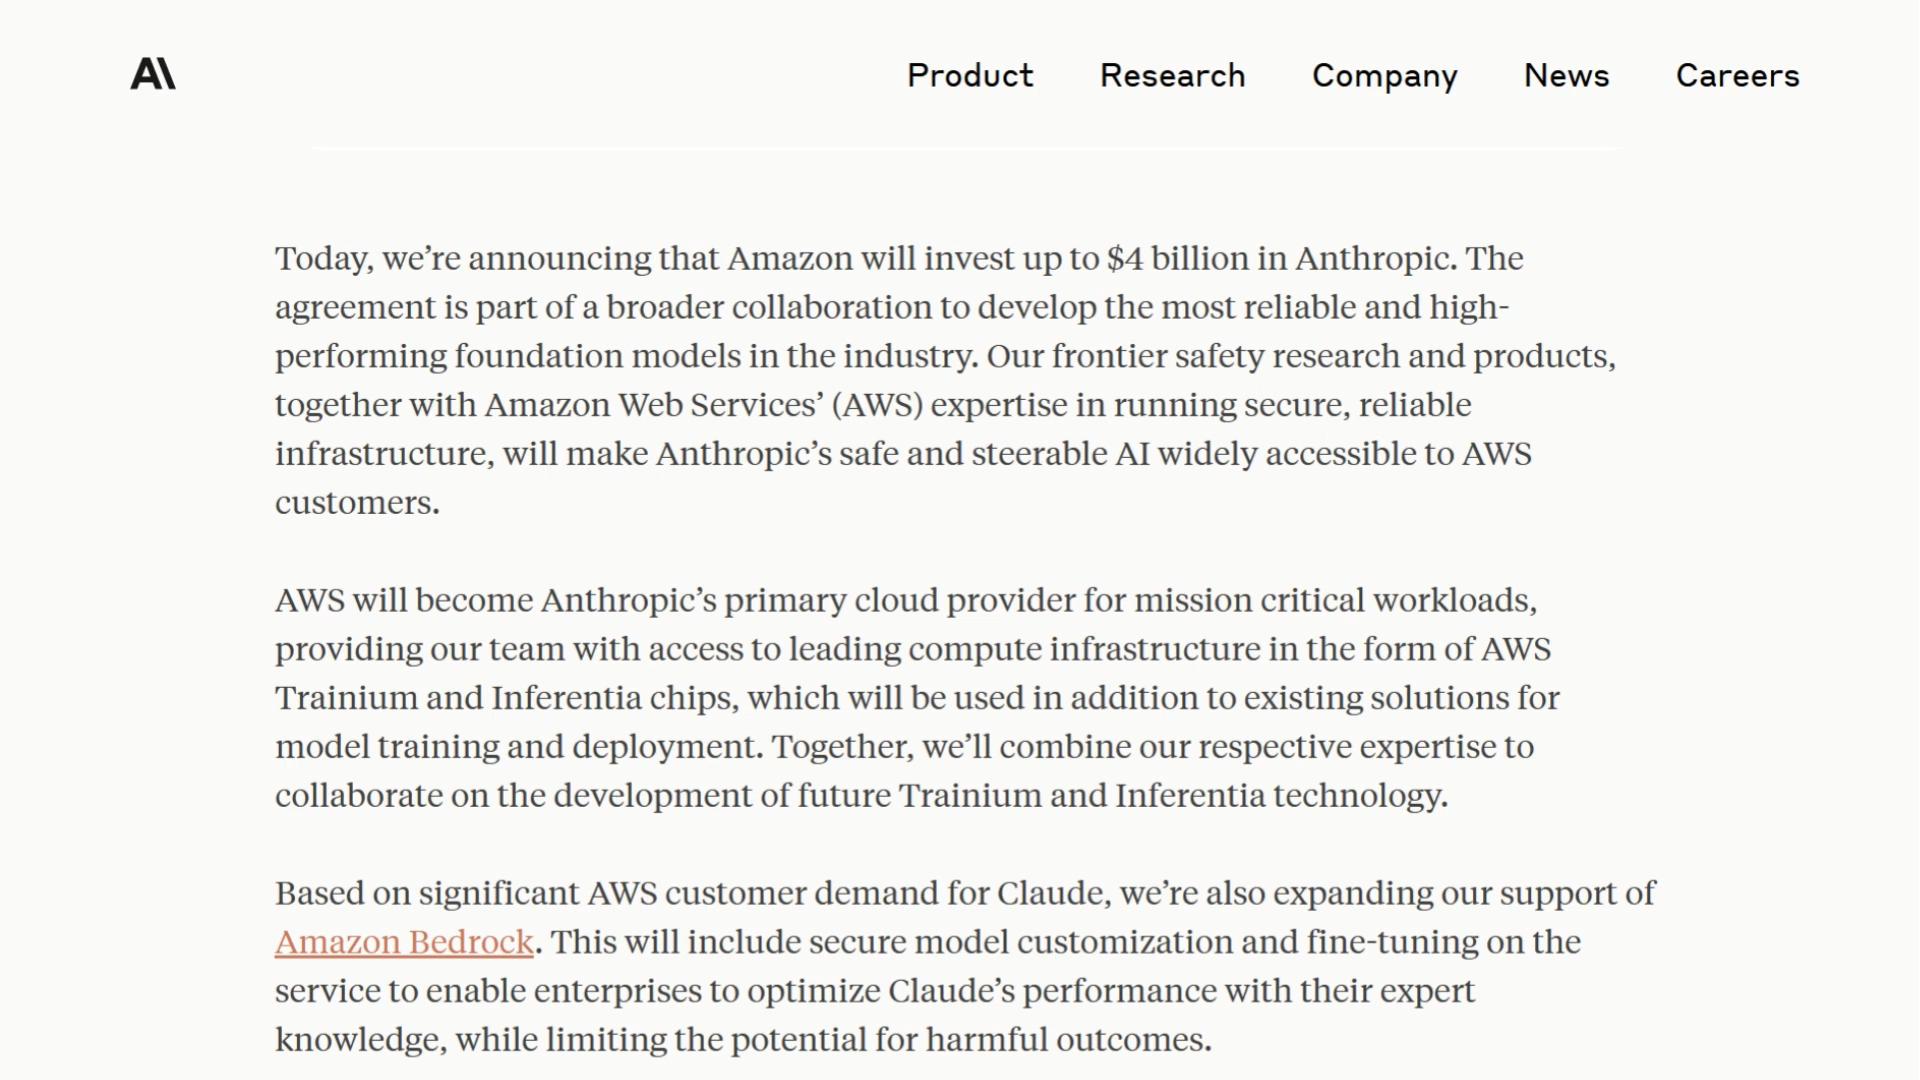 Product Research Company News Careers
Today, we’re announcing that Amazon will invest up to $4 billion in Anthropic. The
agreement is part of a broader collaboration to develop the most reliable and high-
performing foundation models in the industry. Our frontier safety research and products,
together with Amazon Web Services’ (AWS) expertise in running secure, reliable
infrastructure, will make Anthropic’s safe and steerable AI widely accessible to AWS
customers.
AWS will become Anthropic’s primary cloud provider for mission critical workloads,
providing our team with access to leading compute infrastructure in the form of AWS
Trainium and Inferentia chips, which will be used in addition to existing solutions for
model training and deployment. Together, we’ll combine our respective expertise to
collaborate on the development of future Trainium and Inferentia technology.
Based on significant AWS customer demand for Claude, we’re also expanding our support of
Amazon Bedrock. This will include secure model customization and fine-tuning on the
service to enable enterprises to optimize Claude’s performance with their expert
knowledge, while limiting the potential for harmful outcomes.